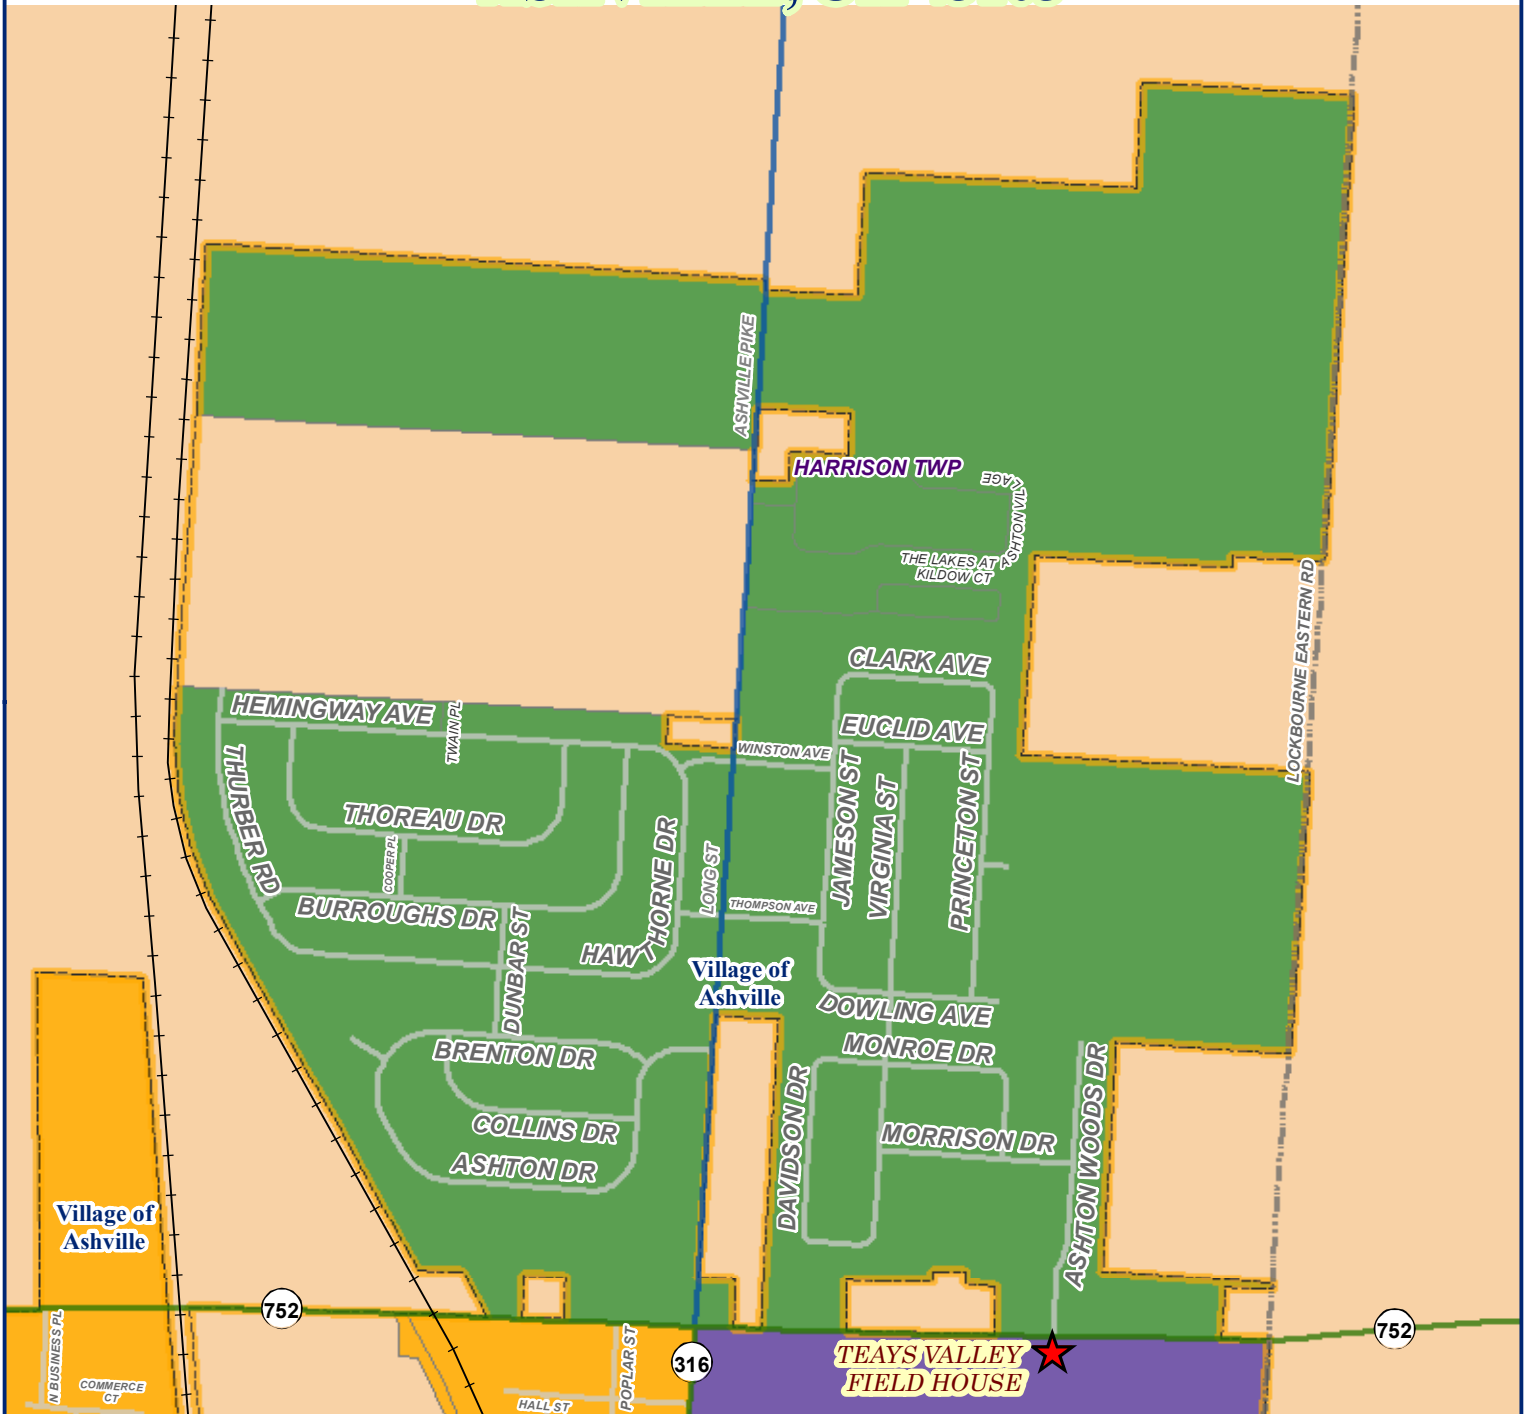 ASHVILLE PIKE
HARRISON TWP
ASHTON VILLAGE
THE LAKES AT
KILDOW CT
LOCKBOURNE EASTERN RD
CLARK AVE
HEMINGWAY AVE
TWAIN PL
EUCLID AVE
WINSTON AVE
THURBER RD
JAMESON ST
VIRGINIA ST
PRINCETON ST
THOREAU DR
COOPER PL
HAWTHORNE DR
LONG ST
THOMPSON AVE
BURROUGHS DR
DUNBAR ST
Village of
Ashville
DOWLING AVE
MONROE DR
BRENTON DR
COLLINS DR
ASHTON DR
DAVIDSON DR
MORRISON DR
ASHTON WOODS DR
Village of
Ashville
752
752
316
N BUSINESS PL
COMMERCE
CT
POPLAR ST
HALL ST
TEAYS VALLEY
FIELD HOUSE